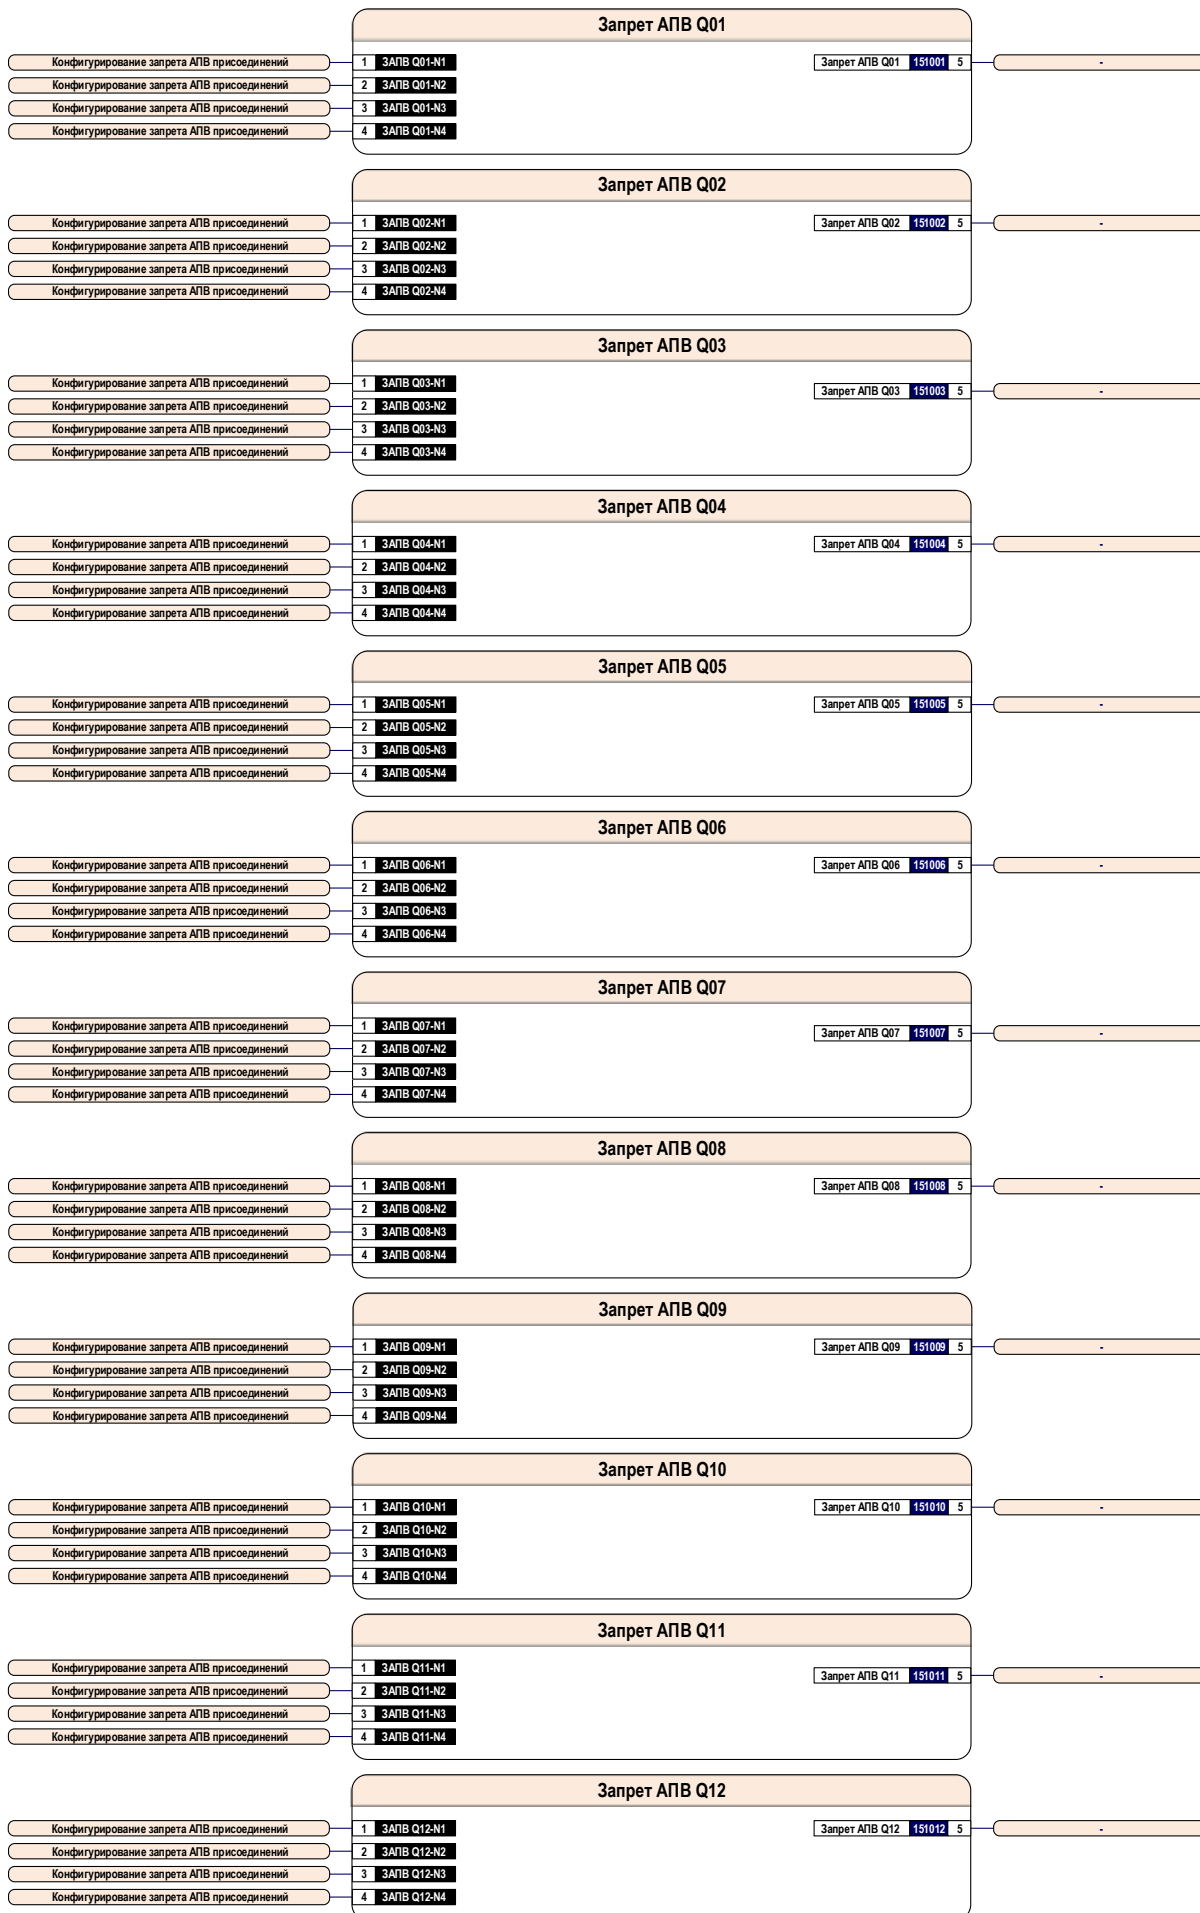 Запрет АПВ Q01
Конфигурирование запрета АПВ присоединений 1 ЗАПВ Q01-N1 Запрет АПВ Q01 151001 5 -
Конфигурирование запрета АПВ присоединений 2 ЗАПВ Q01-N2
Конфигурирование запрета АПВ присоединений 3 ЗАПВ Q01-N3
Конфигурирование запрета АПВ присоединений 4 ЗАПВ Q01-N4
Запрет АПВ Q02
Конфигурирование запрета АПВ присоединений 1 ЗАПВ Q02-N1 Запрет АПВ Q02 151002 5 -
Конфигурирование запрета АПВ присоединений 2 ЗАПВ Q02-N2
Конфигурирование запрета АПВ присоединений 3 ЗАПВ Q02-N3
Конфигурирование запрета АПВ присоединений 4 ЗАПВ Q02-N4
Запрет АПВ Q03
Конфигурирование запрета АПВ присоединений 1 ЗАПВ Q03-N1 Запрет АПВ Q03 151003 5 -
Конфигурирование запрета АПВ присоединений 2 ЗАПВ Q03-N2
Конфигурирование запрета АПВ присоединений 3 ЗАПВ Q03-N3
Конфигурирование запрета АПВ присоединений 4 ЗАПВ Q03-N4
Запрет АПВ Q04
Конфигурирование запрета АПВ присоединений 1 ЗАПВ Q04-N1 Запрет АПВ Q04 151004 5 -
Конфигурирование запрета АПВ присоединений 2 ЗАПВ Q04-N2
Конфигурирование запрета АПВ присоединений 3 ЗАПВ Q04-N3
Конфигурирование запрета АПВ присоединений 4 ЗАПВ Q04-N4
Запрет АПВ Q05
Конфигурирование запрета АПВ присоединений 1 ЗАПВ Q05-N1 Запрет АПВ Q05 151005 5 -
Конфигурирование запрета АПВ присоединений 2 ЗАПВ Q05-N2
Конфигурирование запрета АПВ присоединений 3 ЗАПВ Q05-N3
Конфигурирование запрета АПВ присоединений 4 ЗАПВ Q05-N4
Запрет АПВ Q06
Конфигурирование запрета АПВ присоединений 1 ЗАПВ Q06-N1 Запрет АПВ Q06 151006 5 -
Конфигурирование запрета АПВ присоединений 2 ЗАПВ Q06-N2
Конфигурирование запрета АПВ присоединений 3 ЗАПВ Q06-N3
Конфигурирование запрета АПВ присоединений 4 ЗАПВ Q06-N4
Запрет АПВ Q07
Конфигурирование запрета АПВ присоединений 1 ЗАПВ Q07-N1 Запрет АПВ Q07 151007 5 -
Конфигурирование запрета АПВ присоединений 2 ЗАПВ Q07-N2
Конфигурирование запрета АПВ присоединений 3 ЗАПВ Q07-N3
Конфигурирование запрета АПВ присоединений 4 ЗАПВ Q07-N4
Запрет АПВ Q08
Конфигурирование запрета АПВ присоединений 1 ЗАПВ Q08-N1 Запрет АПВ Q08 151008 5 -
Конфигурирование запрета АПВ присоединений 2 ЗАПВ Q08-N2
Конфигурирование запрета АПВ присоединений 3 ЗАПВ Q08-N3
Конфигурирование запрета АПВ присоединений 4 ЗАПВ Q08-N4
Запрет АПВ Q09
Конфигурирование запрета АПВ присоединений 1 ЗАПВ Q09-N1 Запрет АПВ Q09 151009 5 -
Конфигурирование запрета АПВ присоединений 2 ЗАПВ Q09-N2
Конфигурирование запрета АПВ присоединений 3 ЗАПВ Q09-N3
Конфигурирование запрета АПВ присоединений 4 ЗАПВ Q09-N4
Запрет АПВ Q10
Конфигурирование запрета АПВ присоединений 1 ЗАПВ Q10-N1 Запрет АПВ Q10 151010 5 -
Конфигурирование запрета АПВ присоединений 2 ЗАПВ Q10-N2
Конфигурирование запрета АПВ присоединений 3 ЗАПВ Q10-N3
Конфигурирование запрета АПВ присоединений 4 ЗАПВ Q10-N4
Запрет АПВ Q11
Конфигурирование запрета АПВ присоединений 1 ЗАПВ Q11-N1 Запрет АПВ Q11 151011 5 -
Конфигурирование запрета АПВ присоединений 2 ЗАПВ Q11-N2
Конфигурирование запрета АПВ присоединений 3 ЗАПВ Q11-N3
Конфигурирование запрета АПВ присоединений 4 ЗАПВ Q11-N4
Запрет АПВ Q12
Конфигурирование запрета АПВ присоединений 1 ЗАПВ Q12-N1 Запрет АПВ Q12 151012 5 -
Конфигурирование запрета АПВ присоединений 2 ЗАПВ Q12-N2
Конфигурирование запрета АПВ присоединений 3 ЗАПВ Q12-N3
Конфигурирование запрета АПВ присоединений 4 ЗАПВ Q12-N4